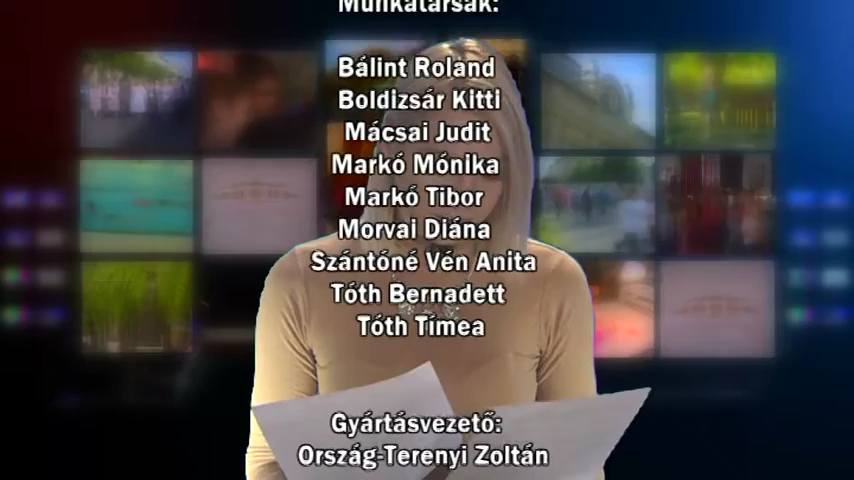 Munkatársak:
Bálint Roland
Boldizsár Kitti
Mácsai Judit
Markó Mónika
Markó Tibor
Morvai Diána
Szántóné Vén Anita
Tóth Bernadett
Tóth Tímea
Gyártásvezető:
Ország-Terenyi Zoltán